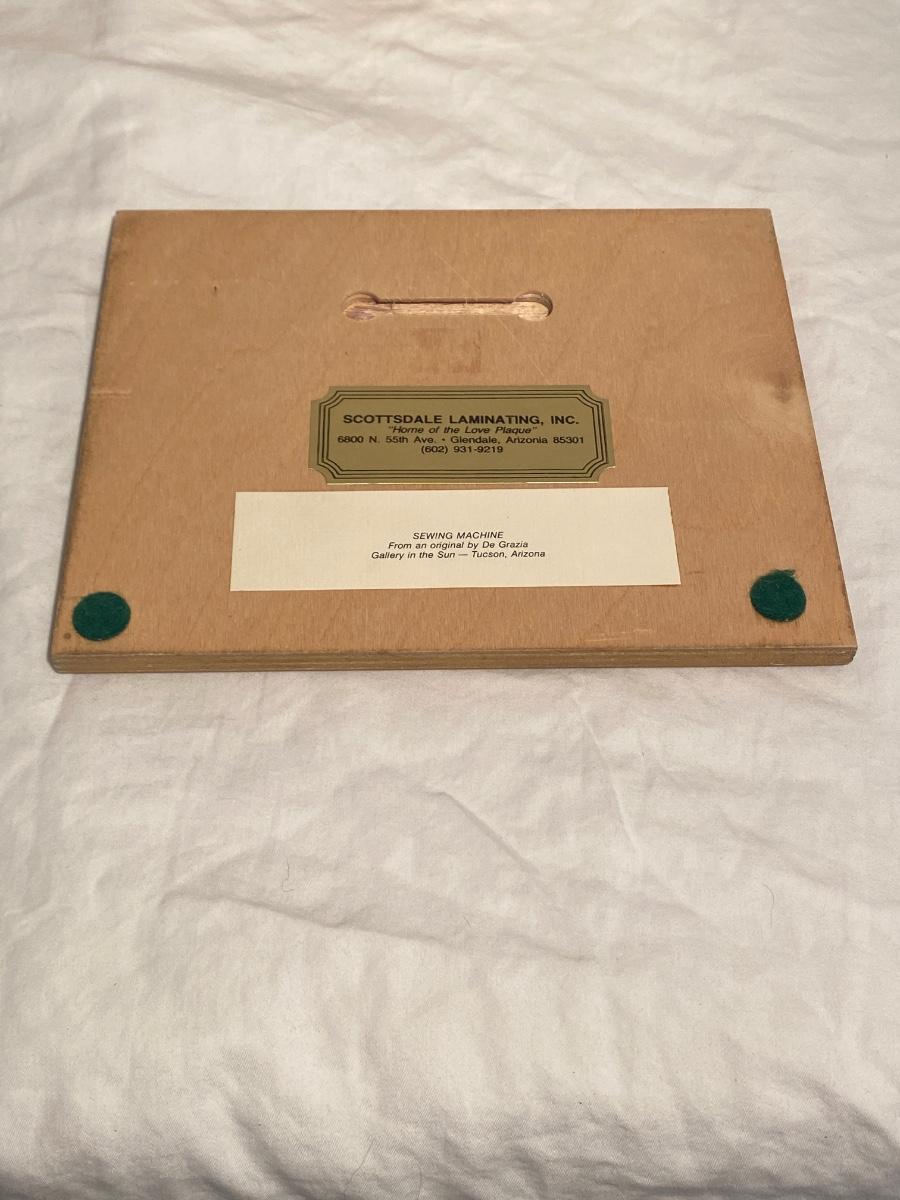 SCOTTSDALE LAMINATING, INC.
"Home of the Love Plaque"
6800 N. 55th Ave. • Glendale, Arizonia 85301
(602) 931-9219
SEWING MACHINE
From an original by De Grazia
Gallery in the Sun — Tucson, Arizona